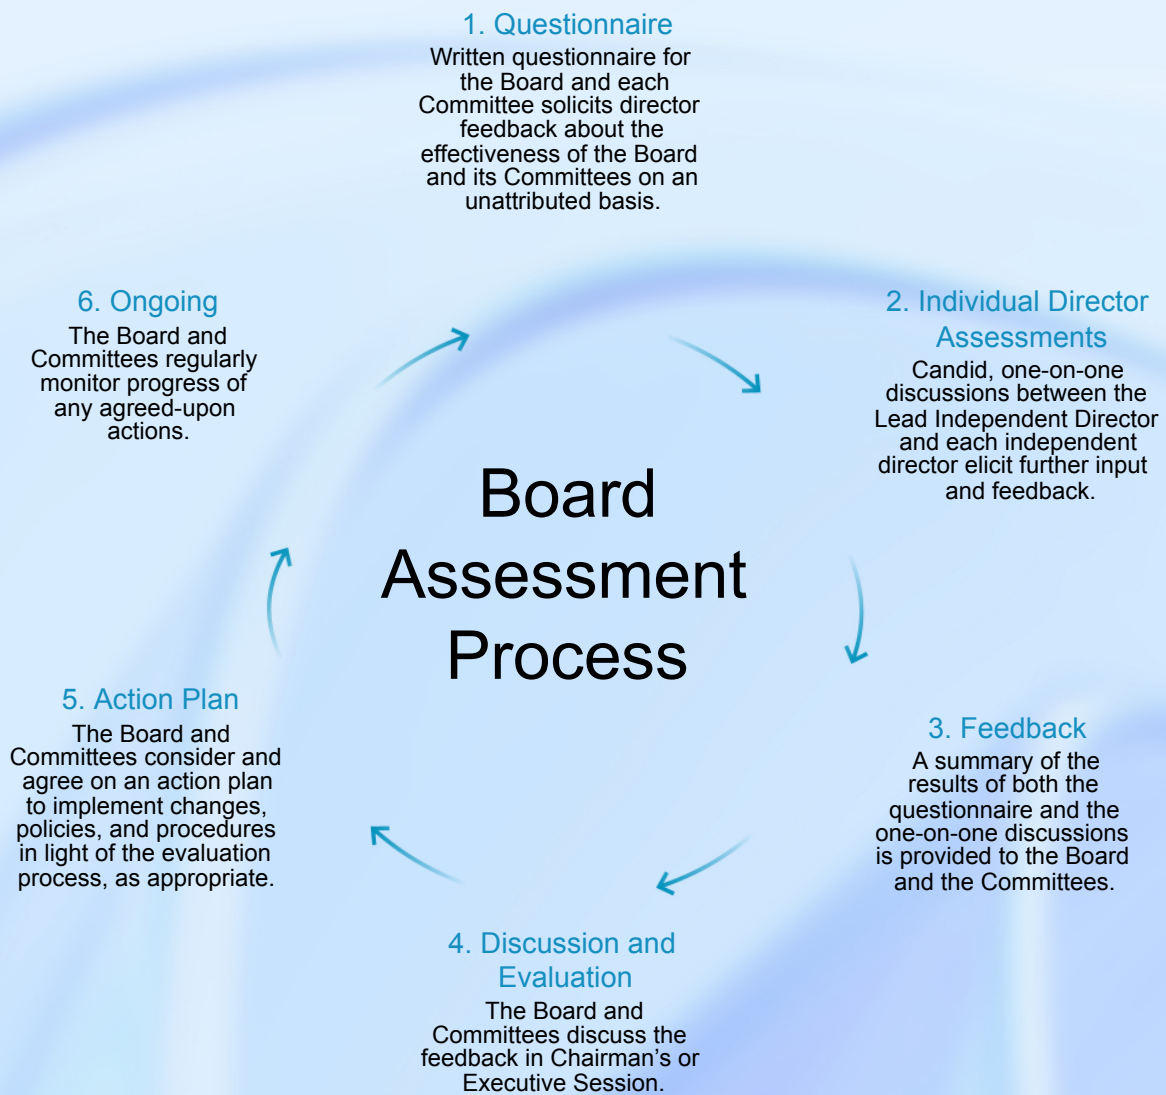 1. Questionnaire
Written questionnaire for
the Board and each
Committee solicits director
feedback about the
effectiveness of the Board
and its Committees on an
unattributed basis.
2. Individual Director
Assessments
Candid, one-on-one
discussions between the
Lead Independent Director
and each independent
director elicit further input
and feedback.
3. Feedback
A summary of the
results of both the
questionnaire and the
one-on-one discussions
is provided to the Board
and the Committees.
4. Discussion and
Evaluation
The Board and
Committees discuss the
feedback in Chairman’s or
Executive Session.
5. Action Plan
The Board and
Committees consider and
agree on an action plan
to implement changes,
policies, and procedures
in light of the evaluation
process, as appropriate.
6. Ongoing
The Board and
Committees regularly
monitor progress of
any agreed-upon
actions.
Board
Assessment
Process